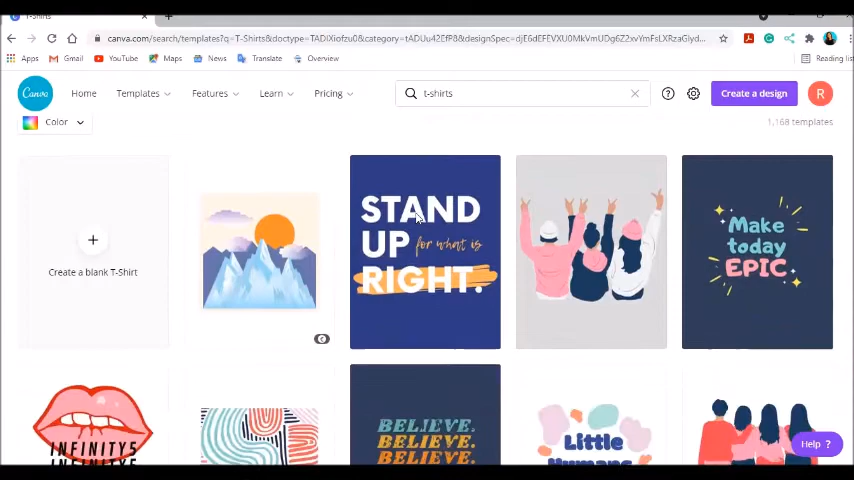 T-Shirts
canva.com/search/templates?q=T-Shirts&doctype=TADIXiofzu0&category=tADUu42EfP8&designSpec=djE6dEFEVXU0MkVmUDg6Z2xvYmFsLXRzaGlyd...
Apps Gmail YouTube Maps News Translate Overview Reading list
Canva Home Templates Features Learn Pricing t-shirts Create a design R
Color 1,168 templates
Create a blank T-Shirt
STAND
UP for what is
RIGHT.
Make
today
EPIC
INFINITY5
INFINITY5
BELIEVE.
BELIEVE.
BELIEVE.
Little
Humans
Help ?